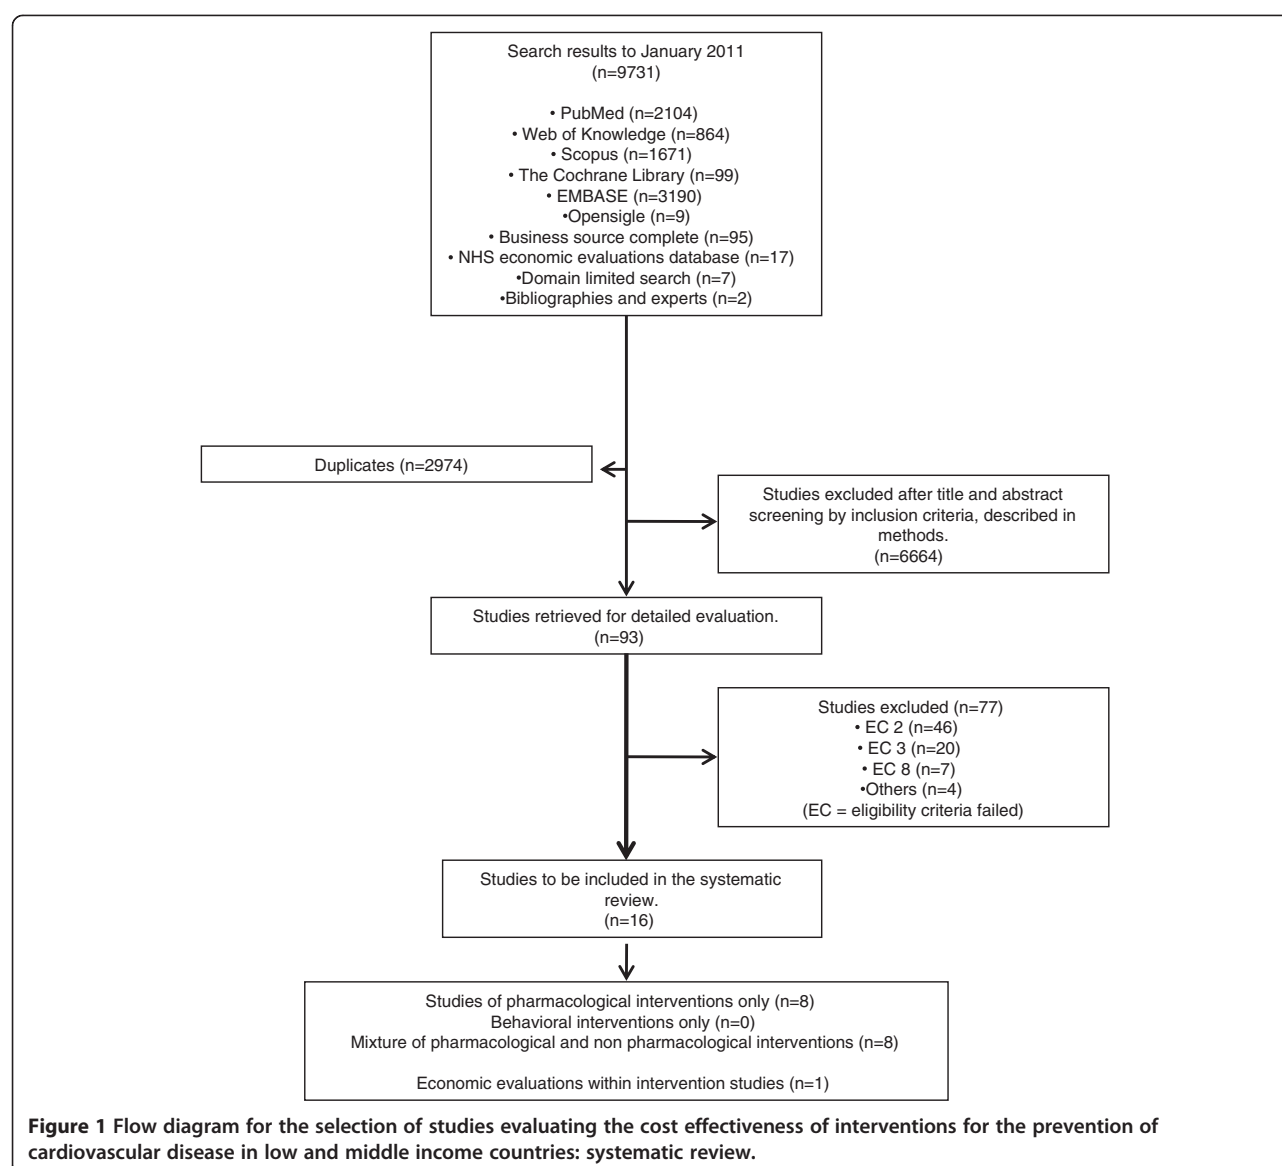 Search results to January 2011
(n=9731)
• PubMed (n=2104)
• Web of Knowledge (n=864)
• Scopus (n=1671)
• The Cochrane Library (n=99)
• EMBASE (n=3190)
•Opensigle (n=9)
• Business source complete (n=95)
• NHS economic evaluations database (n=17)
•Domain limited search (n=7)
•Bibliographies and experts (n=2)
Duplicates (n=2974)
Studies excluded after title and abstract
screening by inclusion criteria, described in
methods.
(n=6664)
Studies retrieved for detailed evaluation.
(n=93)
Studies excluded (n=77)
• EC 2 (n=46)
• EC 3 (n=20)
• EC 8 (n=7)
•Others (n=4)
(EC = eligibility criteria failed)
Studies to be included in the systematic
review.
(n=16)
Studies of pharmacological interventions only (n=8)
Behavioral interventions only (n=0)
Mixture of pharmacological and non pharmacological interventions (n=8)
Economic evaluations within intervention studies (n=1)
Figure 1 Flow diagram for the selection of studies evaluating the cost effectiveness of interventions for the prevention of
cardiovascular disease in low and middle income countries: systematic review.